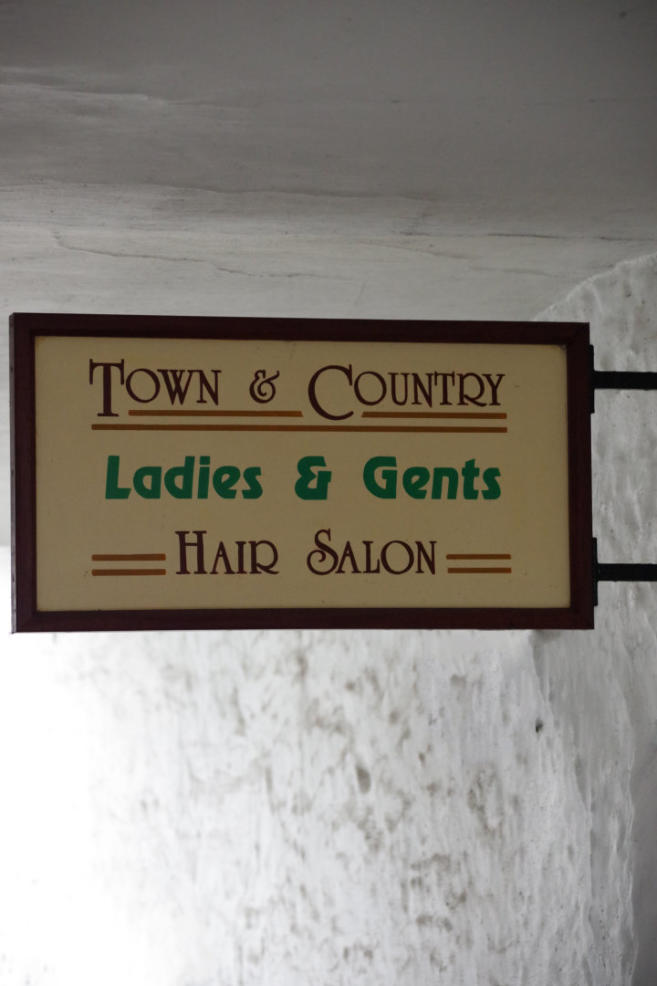 Town & Country
Ladies & Gents
Hair Salon